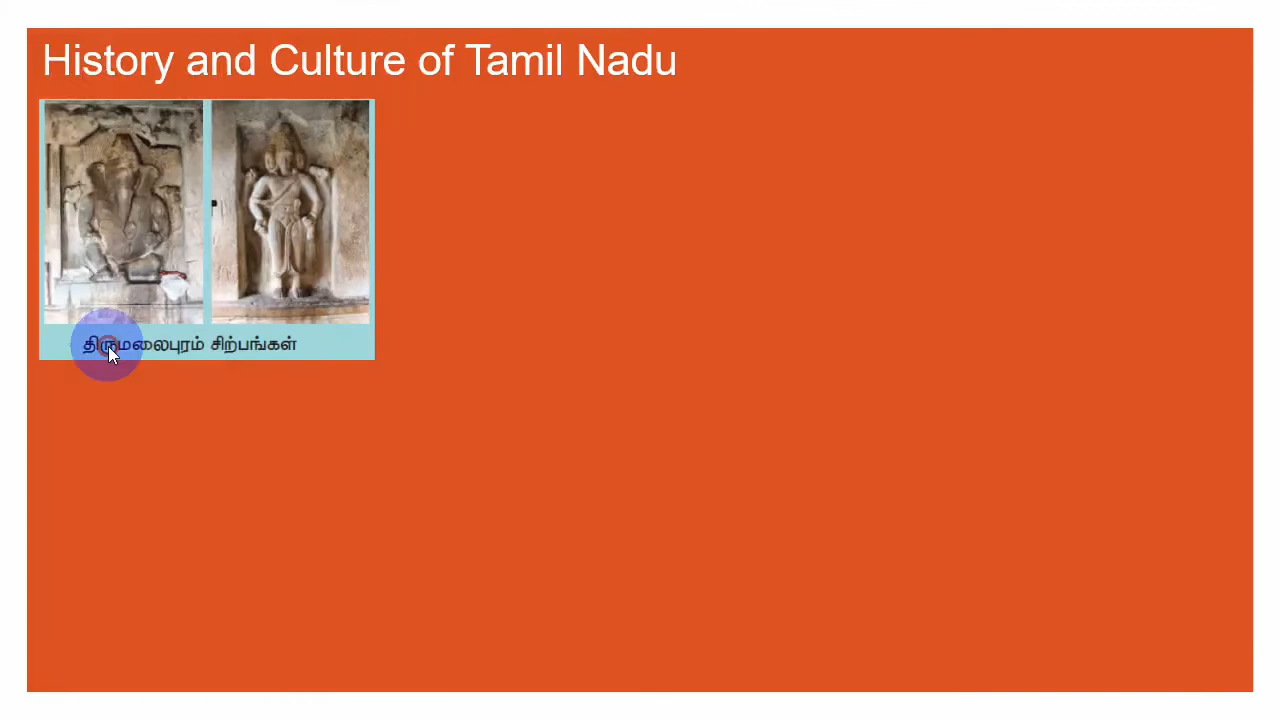 History and Culture of Tamil Nadu
திருமலைபுரம் சிற்பங்கள்